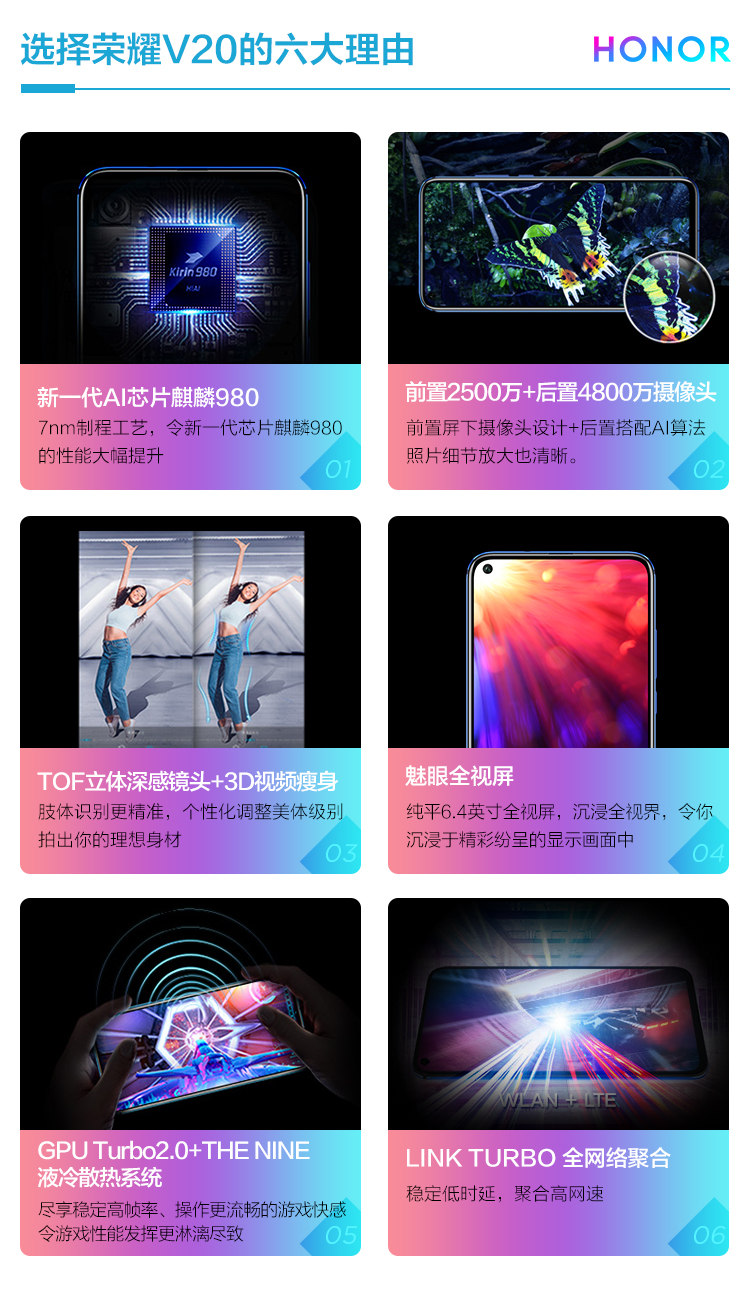 选择荣耀V20的六大理由
HONOR
Kirin 980
HiAI
新一代AI芯片麒麟980
7nm制程工艺，令新一代芯片麒麟980
的性能大幅提升
01
前置2500万+后置4800万摄像头
前置屏下摄像头设计+后置搭配AI算法
照片细节放大也清晰。
02
TOF立体深感镜头+3D视频瘦身
肢体识别更精准，个性化调整美体级别
拍出你的理想身材
03
魅眼全视屏
纯平6.4英寸全视屏，沉浸全视界，令你
沉浸于精彩纷呈的显示画面中
04
GPU Turbo2.0+THE NINE
液冷散热系统
尽享稳定高帧率、操作更流畅的游戏快感
令游戏性能发挥更淋漓尽致
05
WLAN + LTE
LINK TURBO 全网络聚合
稳定低时延，聚合高网速
06